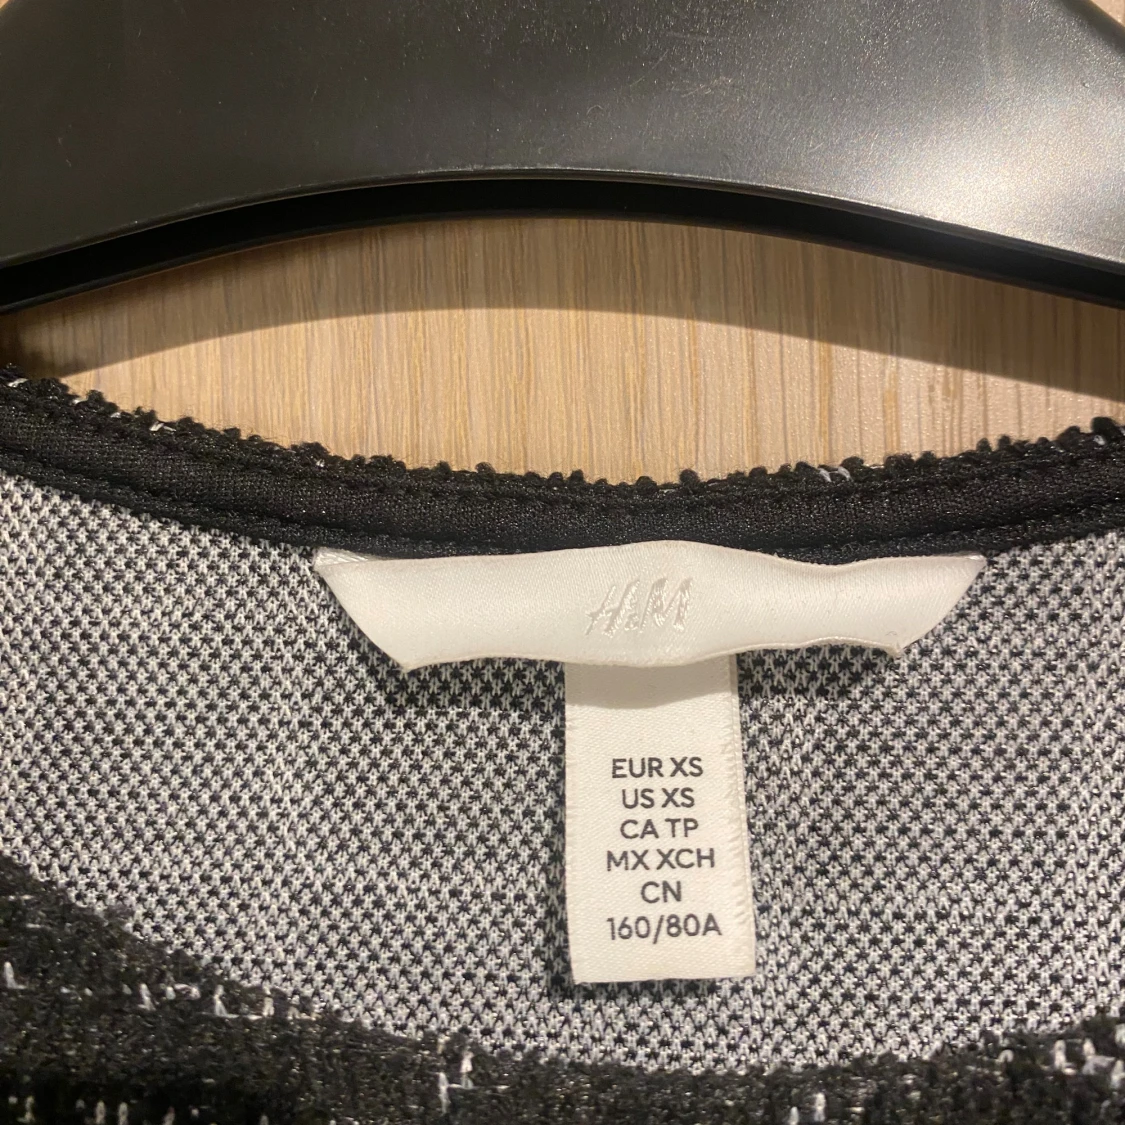 H&M
EUR XS
US XS
CA TP
MX XCH
CN
160/80A